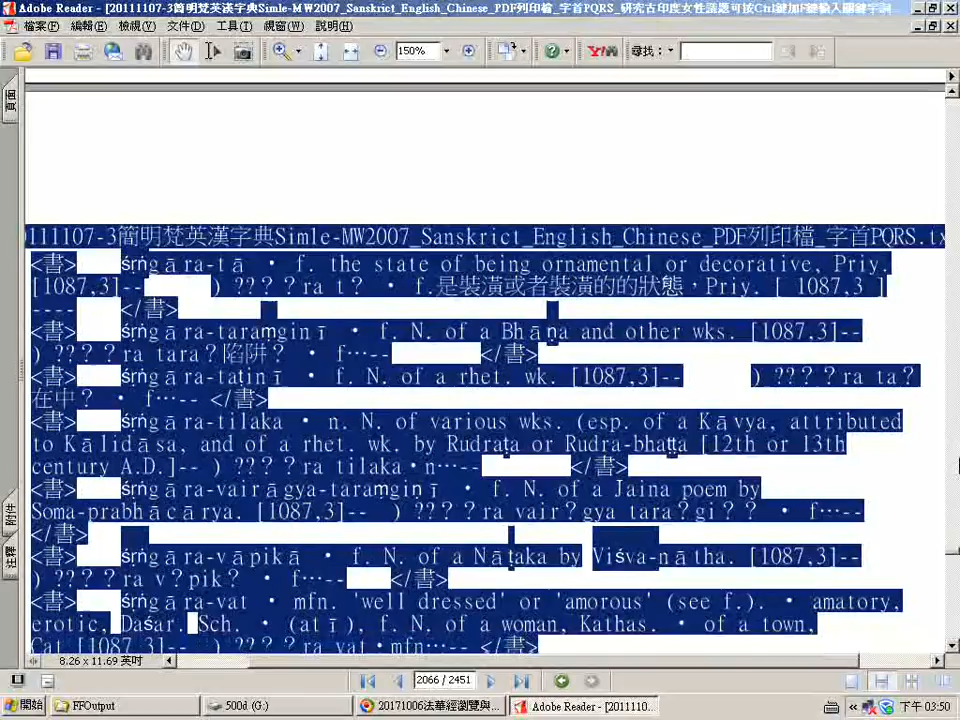 Adobe Reader - [20111107-3簡明梵英漢字典Simle-MW2007_Sanskrict_English_Chinese_PDF列印檔_字首PQRS_研究古印度女性議題可按Ctrl鍵加F鍵輸入關鍵字詞
檔案(F) 編輯(E) 檢視(V) 文件(D) 工具(T) 視窗(W) 說明(H)
150% Y! 尋找:
頁面
附件
註釋
111107-3簡明梵英漢字典Simle-MW2007_Sanskrict_English_Chinese_PDF列印檔_字首PQRS.tx
<書> śṛṅgāra-tā • f. the state of being ornamental or decorative, Priy.
[1087,3]-- ) ????ra t? • f.是裝潢或者裝潢的的狀態，Priy. [ 1087,3 ]
---- </書>
<書> śṛṅgāra-taraṃginī • f. N. of a Bhāṇa and other wks. [1087,3]--
) ????ra tara?陷阱? • f…-- </書>
<書> śṛṅgāra-taṭinī • f. N. of a rhet. wk. [1087,3]-- ) ????ra ta?
在中? • f…-- </書>
<書> śṛṅgāra-tilaka • n. N. of various wks. (esp. of a Kāvya, attributed
to Kālidāsa, and of a rhet. wk. by Rudraṭa or Rudra-bhaṭṭa [12th or 13th
century A.D.]-- ) ????ra tilaka•n…-- </書>
<書> śṛṅgāra-vairāgya-taraṃgiṇī • f. N. of a Jaina poem by
Soma-prabhācārya. [1087,3]-- ) ????ra vair?gya tara?gi?? • f…--
</書>
<書> śṛṅgāra-vāpikā • f. N. of a Nāṭaka by Viśva-nātha. [1087,3]--
) ????ra v?pik? • f…-- </書>
<書> śṛṅgāra-vat • mfn. 'well dressed' or 'amorous' (see f.). • amatory,
erotic, Daśar. Sch. • (atī), f. N. of a woman, Kathas. • of a town,
Cat [1087,3]-- ) ????ra-vat•mfn…-- </書>
8.26 x 11.69 英吋
2066 / 2451
開始 FFOutput 500d (G:) 20171006法華經瀏覽與... Adobe Reader - [2011110... 下午 03:50